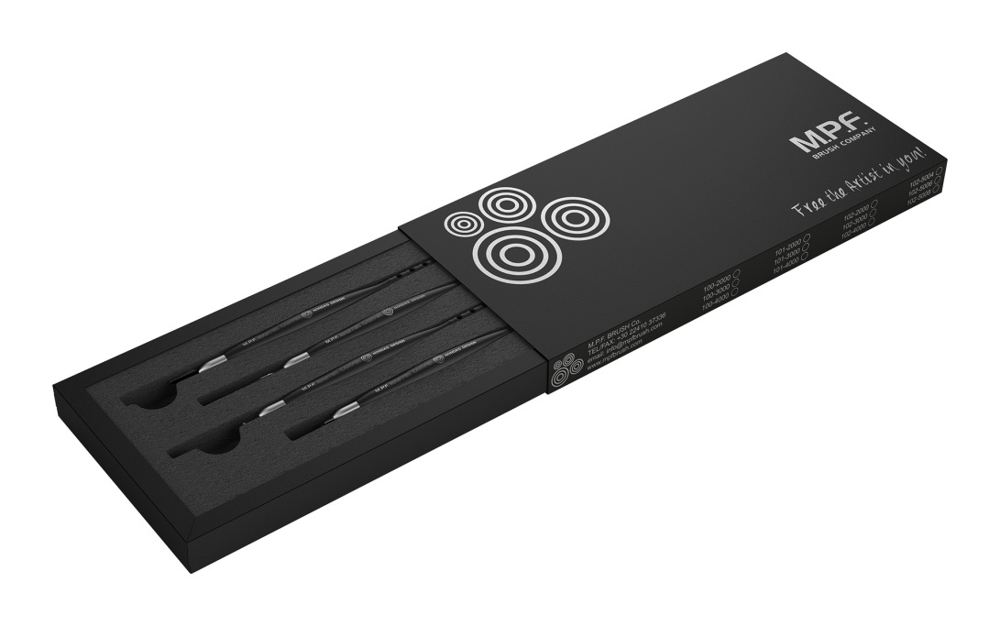 M.P.F.
BRUSH COMPANY
Free the Artist in you!
M.P.F. BRUSH Co.
TEL/FAX: +30 22410 37336
email: info@mpfbrush.com
www.mpfbrush.com
100-2000
100-3000
100-4000
101-2000
101-3000
101-4000
102-2000
102-3000
102-4000
102-5004
102-5006
102-5008
M.P.F.
M.P.F.
M.P.F.
M.P.F.